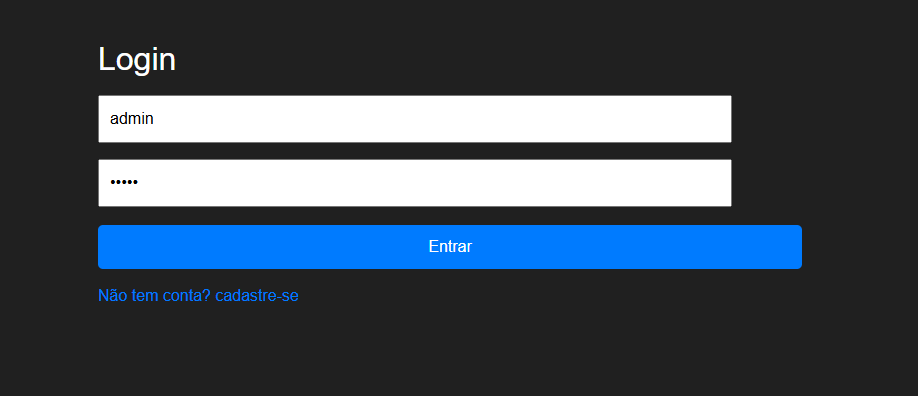 Login
admin
•••••
Entrar
Não tem conta? cadastre-se